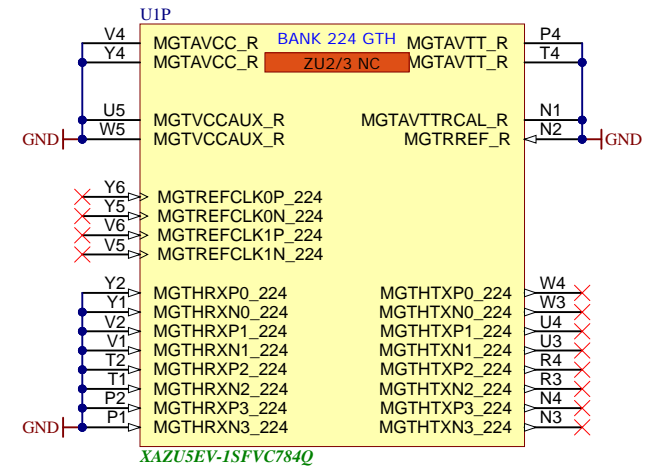 U1P
BANK 224 GTH
ZU2/3 NC
V4 MGTAVCC_R MGTAVTT_R P4
Y4 MGTAVCC_R MGTAVTT_R T4
U5 MGTVCCAUX_R MGTAVTTRCAL_R N1
GND W5 MGTVCCAUX_R MGTRREF_R N2 GND
Y6 MGTREFCLK0P_224
Y5 MGTREFCLK0N_224
V6 MGTREFCLK1P_224
V5 MGTREFCLK1N_224
Y2 MGTHRXP0_224 MGTHTXP0_224 W4
Y1 MGTHRXN0_224 MGTHTXN0_224 W3
V2 MGTHRXP1_224 MGTHTXP1_224 U4
V1 MGTHRXN1_224 MGTHTXN1_224 U3
T2 MGTHRXP2_224 MGTHTXP2_224 R4
T1 MGTHRXN2_224 MGTHTXN2_224 R3
P2 MGTHRXP3_224 MGTHTXP3_224 N4
GND P1 MGTHRXN3_224 MGTHTXN3_224 N3
XAZU5EV-1SFVC784Q